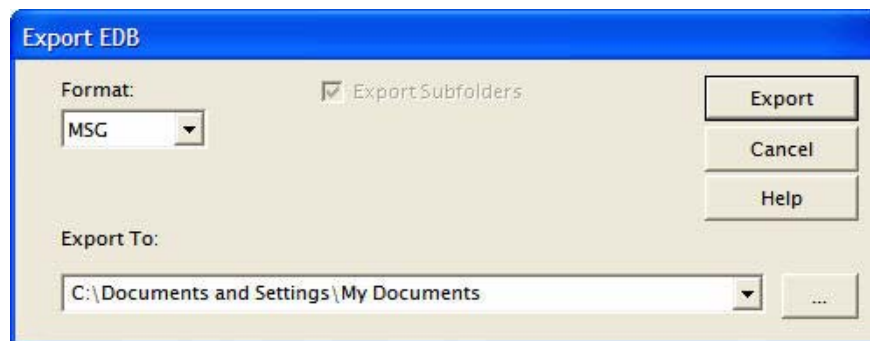 Export EDB
Format:
Export Subfolders
Export
MSG
Cancel
Help
Export To:
C:\Documents and Settings\My Documents
...